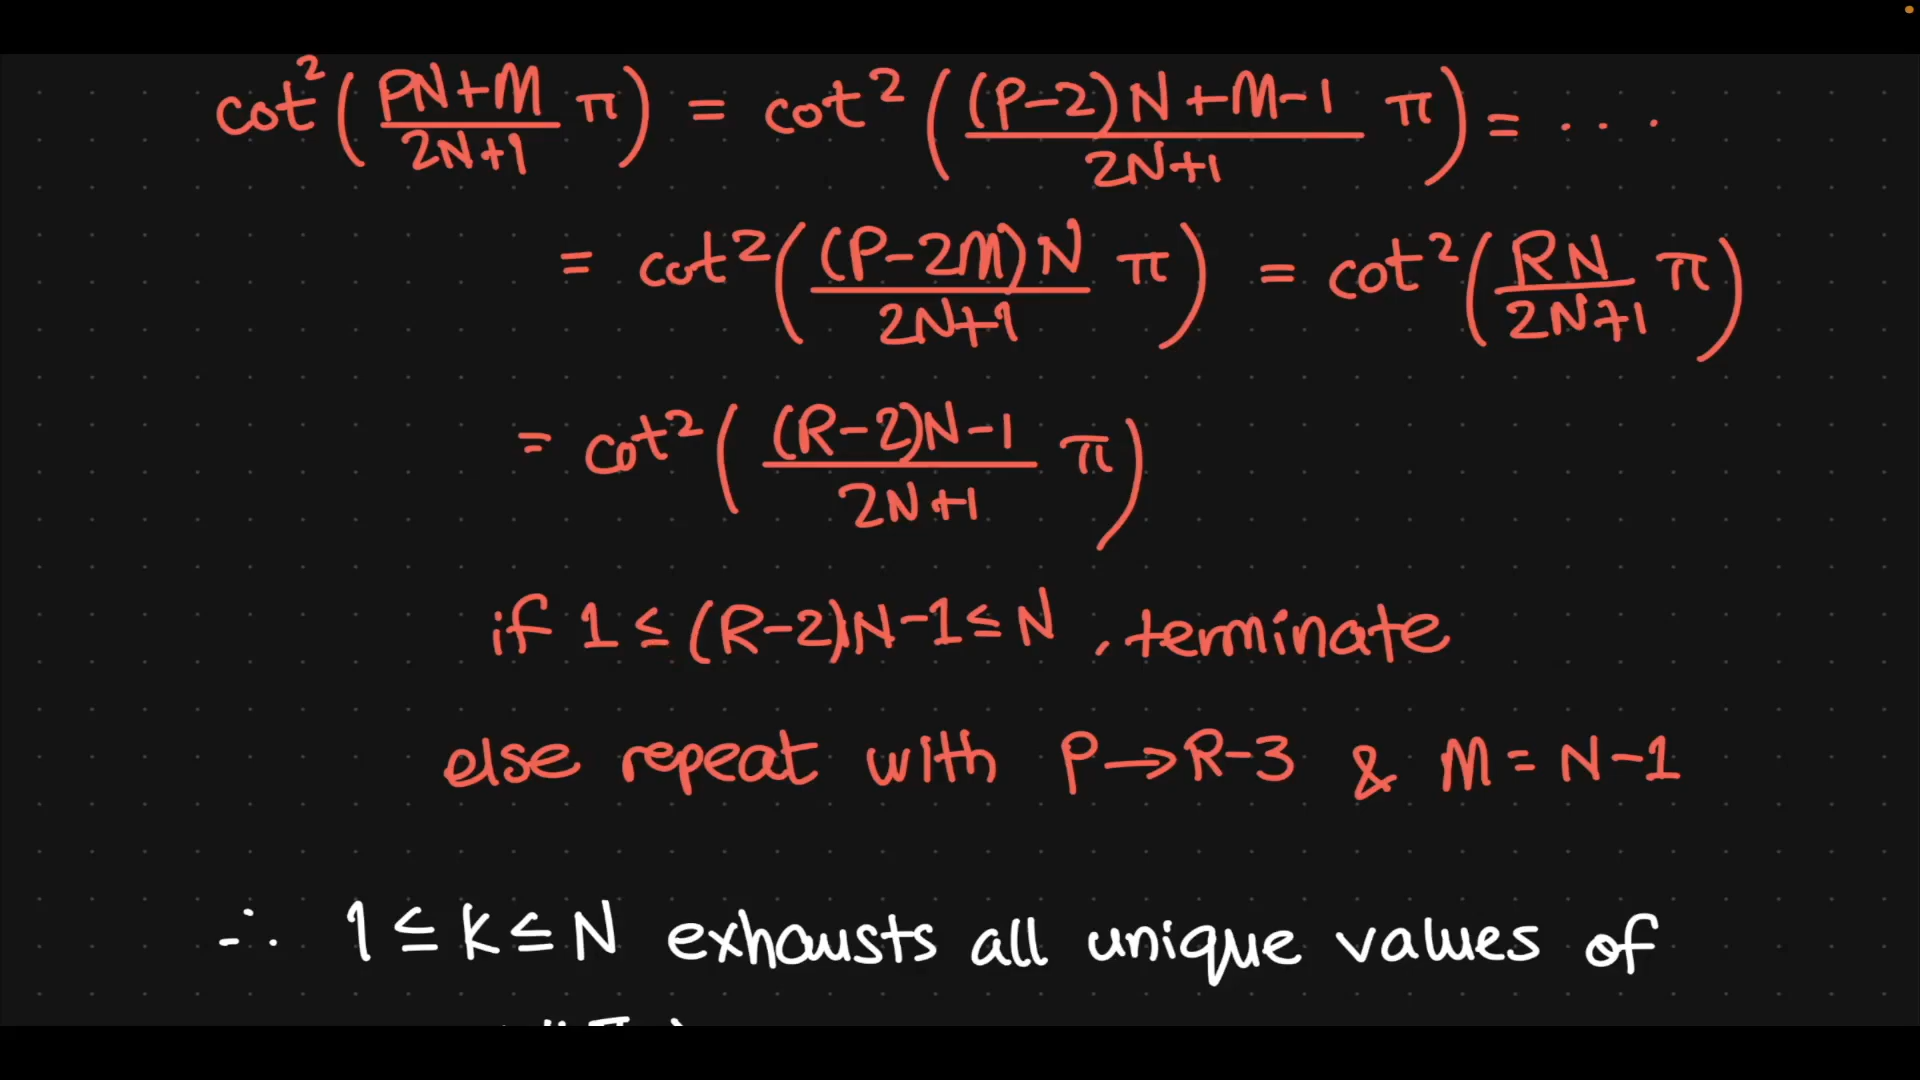 cot²(PN+M/2N+1 π) = cot²((P-2)N+M-1/2N+1 π) = ....
= cot²((P-2M)N/2N+1 π) = cot²(RN/2N+1 π)
= cot²((R-2)N-1/2N+1 π)
if 1 ≤ (R-2)N-1 ≤ N, terminate
else repeat with P→R-3 & M = N-1
∴ 1 ≤ K ≤ N exhausts all unique values of